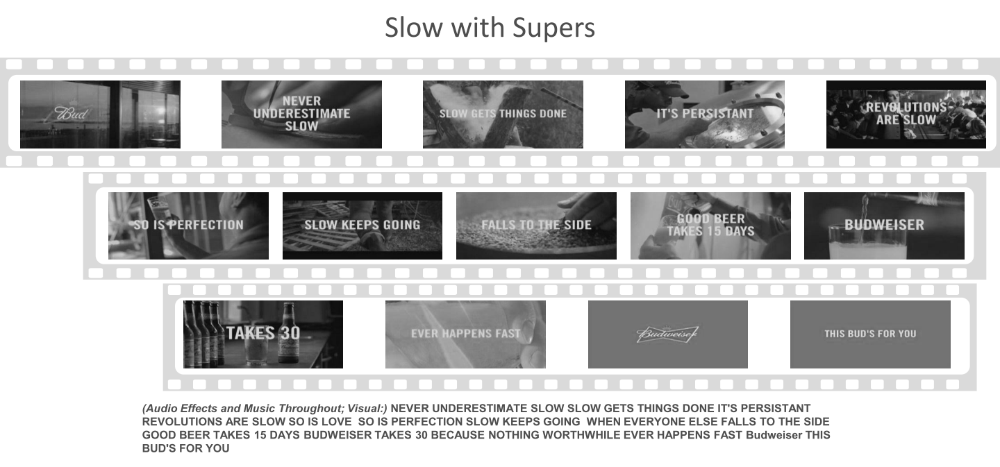 Slow with Supers
Bud
NEVER
UNDERESTIMATE
SLOW
SLOW GETS THINGS DONE
IT'S PERSISTANT
REVOLUTIONS
ARE SLOW
SO IS PERFECTION
SLOW KEEPS GOING
FALLS TO THE SIDE
GOOD BEER
TAKES 15 DAYS
BUDWEISER
TAKES 30
EVER HAPPENS FAST
Budweiser
THIS BUD'S FOR YOU
(Audio Effects and Music Throughout; Visual:) NEVER UNDERESTIMATE SLOW SLOW GETS THINGS DONE IT'S PERSISTANT
REVOLUTIONS ARE SLOW SO IS LOVE  SO IS PERFECTION SLOW KEEPS GOING  WHEN EVERYONE ELSE FALLS TO THE SIDE
GOOD BEER TAKES 15 DAYS BUDWEISER TAKES 30 BECAUSE NOTHING WORTHWHILE EVER HAPPENS FAST Budweiser THIS
BUD'S FOR YOU